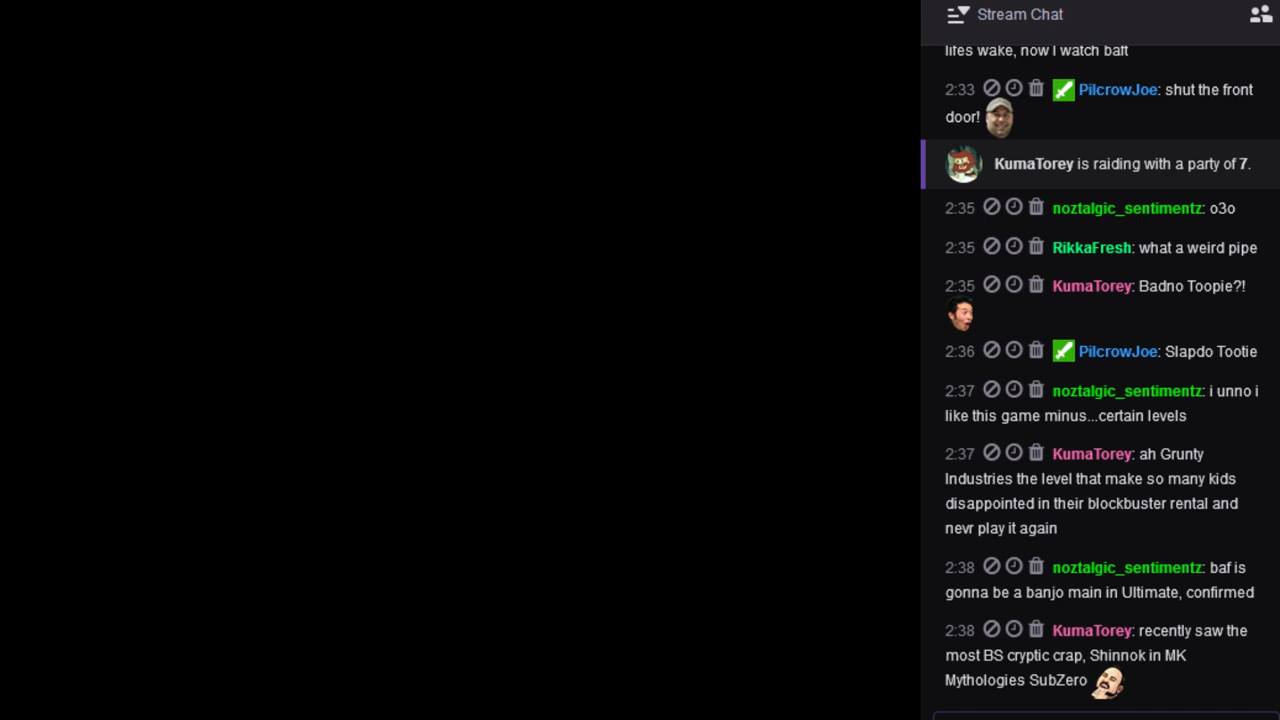 Stream Chat
lifes wake, now I watch baft
2:33 PilcrowJoe: shut the front
door!
KumaTorey is raiding with a party of 7.
2:35 noztalgic_sentimentz: o3o
2:35 RikkaFresh: what a weird pipe
2:35 KumaTorey: Badno Toopie?!
2:36 PilcrowJoe: Slapdo Tootie
2:37 noztalgic_sentimentz: i unno i
like this game minus...certain levels
2:37 KumaTorey: ah Grunty
Industries the level that make so many kids
disappointed in their blockbuster rental and
nevr play it again
2:38 noztalgic_sentimentz: baf is
gonna be a banjo main in Ultimate, confirmed
2:38 KumaTorey: recently saw the
most BS cryptic crap, Shinnok in MK
Mythologies SubZero